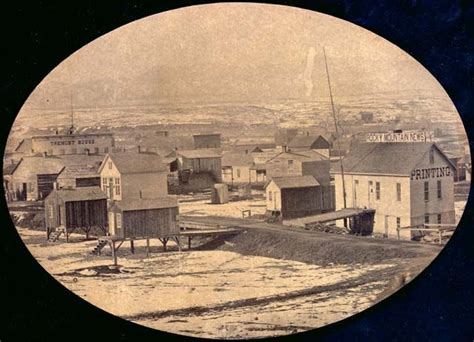 TREMONT HOUSE
ROCKY MOUNTAIN NEWS
PRINTING.